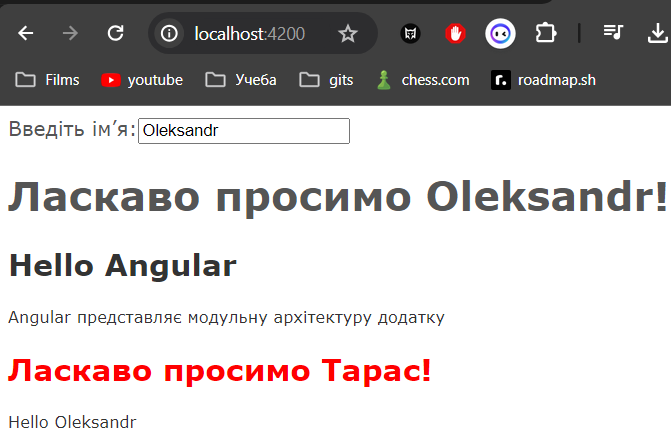 localhost:4200
Films youtube Учеба gits chess.com roadmap.sh
Введіть ім’я: Oleksandr
Ласкаво просимо Oleksandr!
Hello Angular
Angular представляє модульну архітектуру додатку
Ласкаво просимо Тарас!
Hello Oleksandr